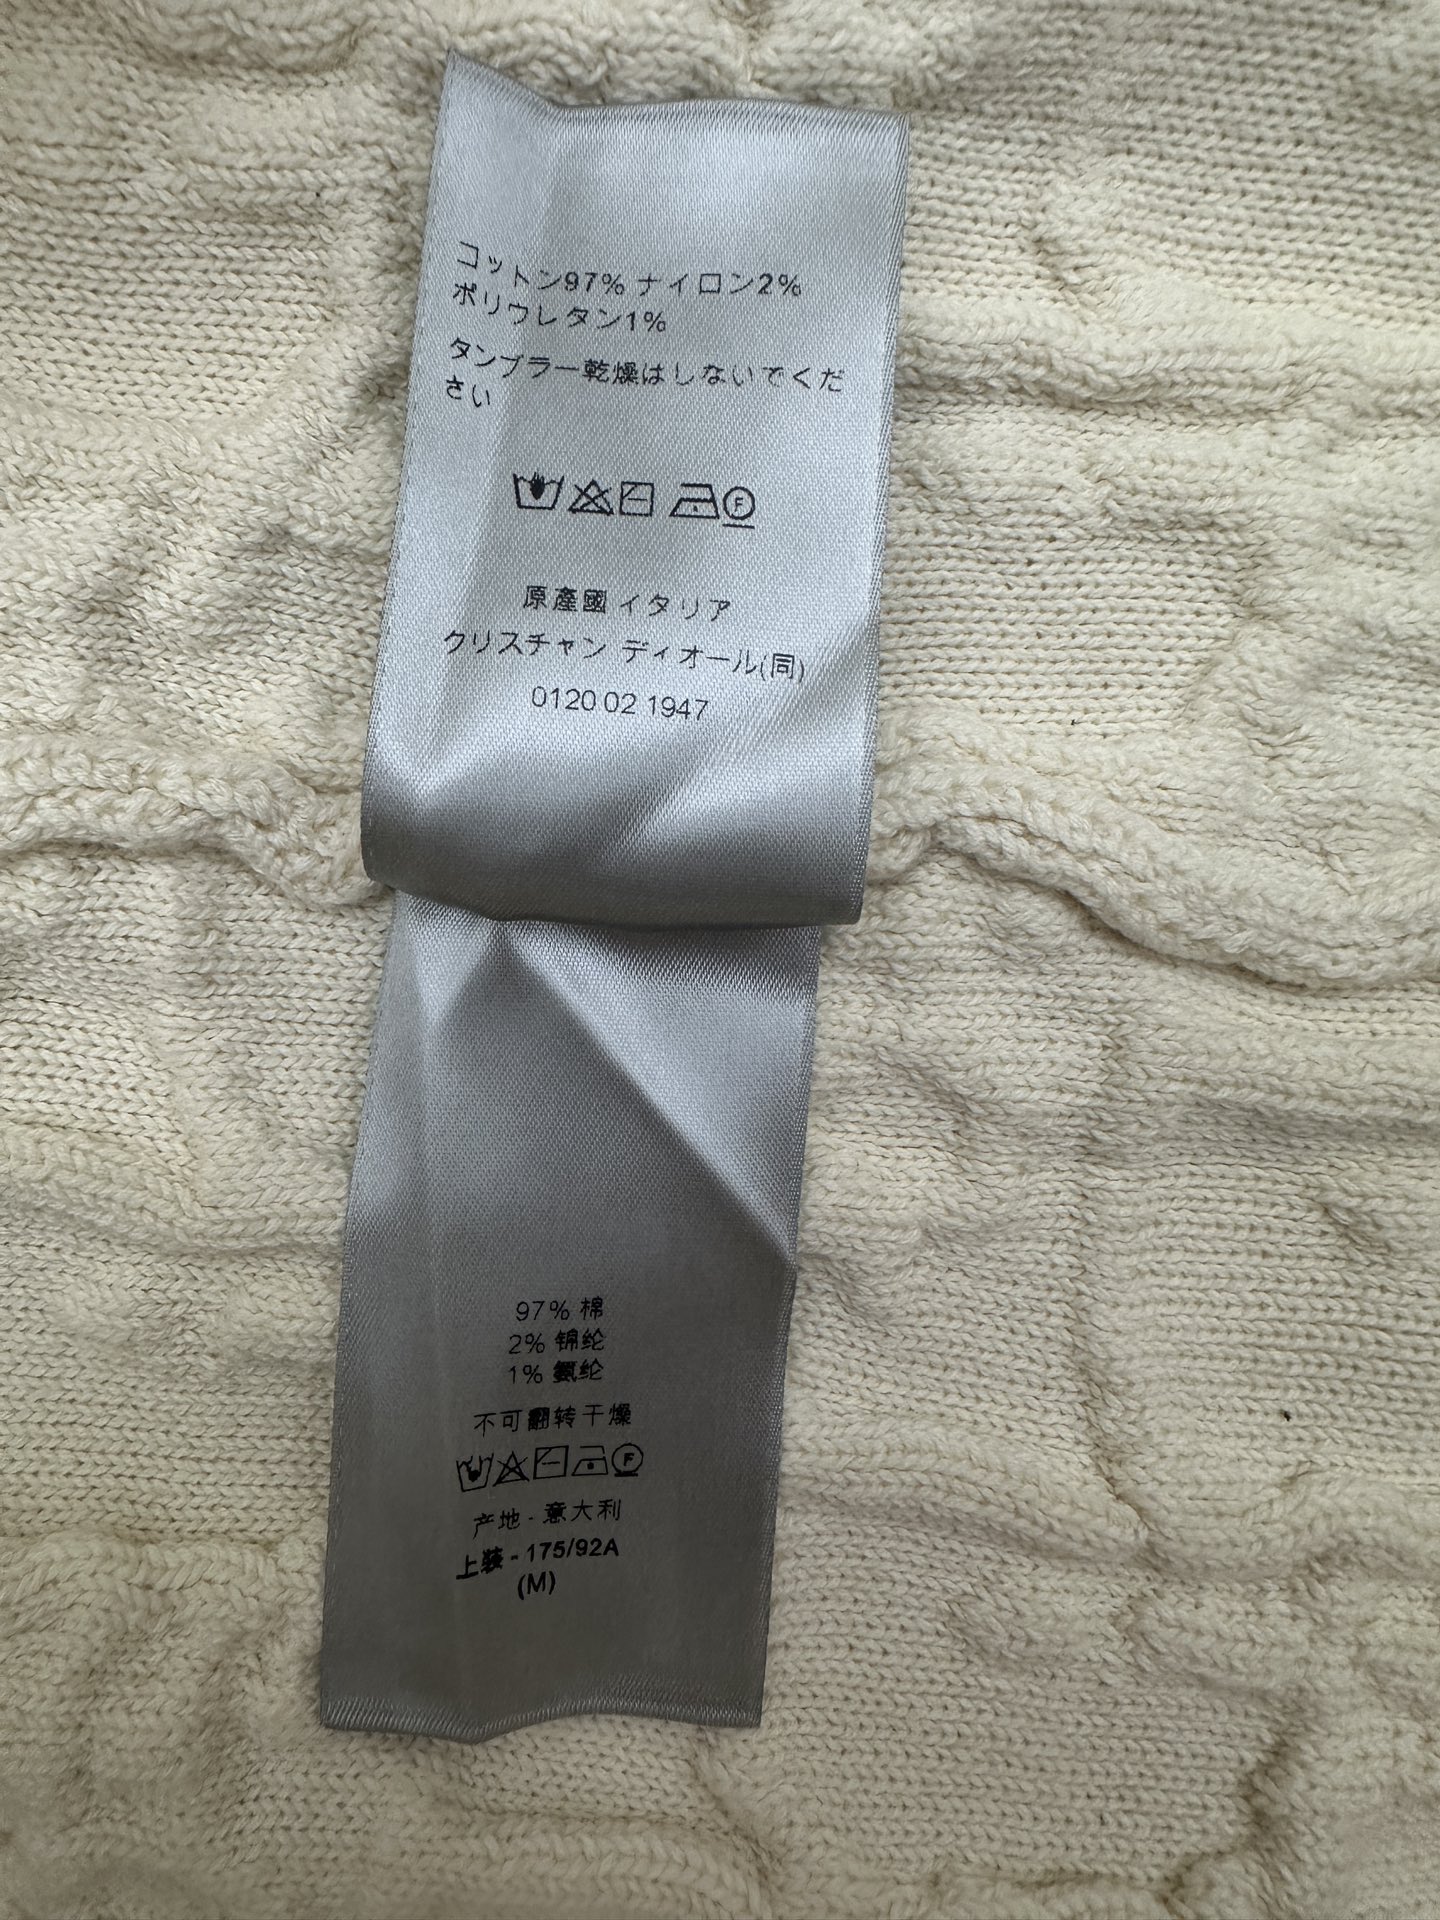 コットン97% ナイロン2%
ポリウレタン1%
タンブラー乾燥はしないでくだ
さい
F
原產國 イタリア
クリスチャン ディオール(同)
0120 02 1947
97% 棉
2% 锦纶
1% 氨纶
不可翻转干燥
F
产地 - 意大利
上装 - 175/92A
(M)